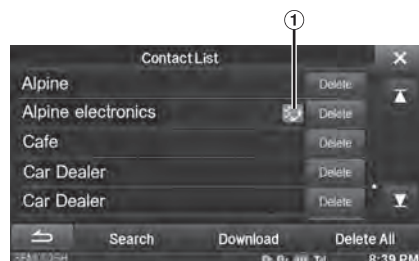 1
Contact List
Alpine Delete
Alpine electronics Delete
Cafe Delete
Car Dealer Delete
Car Dealer Delete
Search Download Delete All
8:39 PM